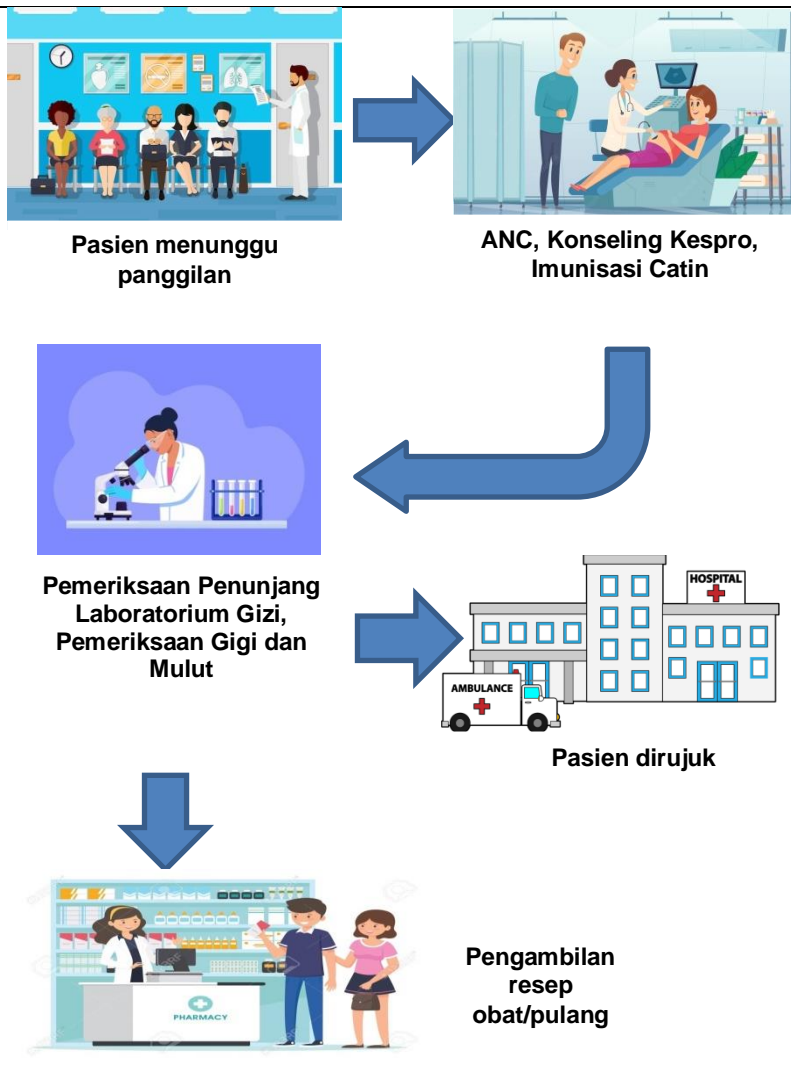 Pasien menunggu
panggilan
ANC, Konseling Kespro,
Imunisasi Catin
Pemeriksaan Penunjang
Laboratorium Gizi,
Pemeriksaan Gigi dan
Mulut
HOSPITAL
AMBULANCE
Pasien dirujuk
PHARMACY
Pengambilan
resep
obat/pulang